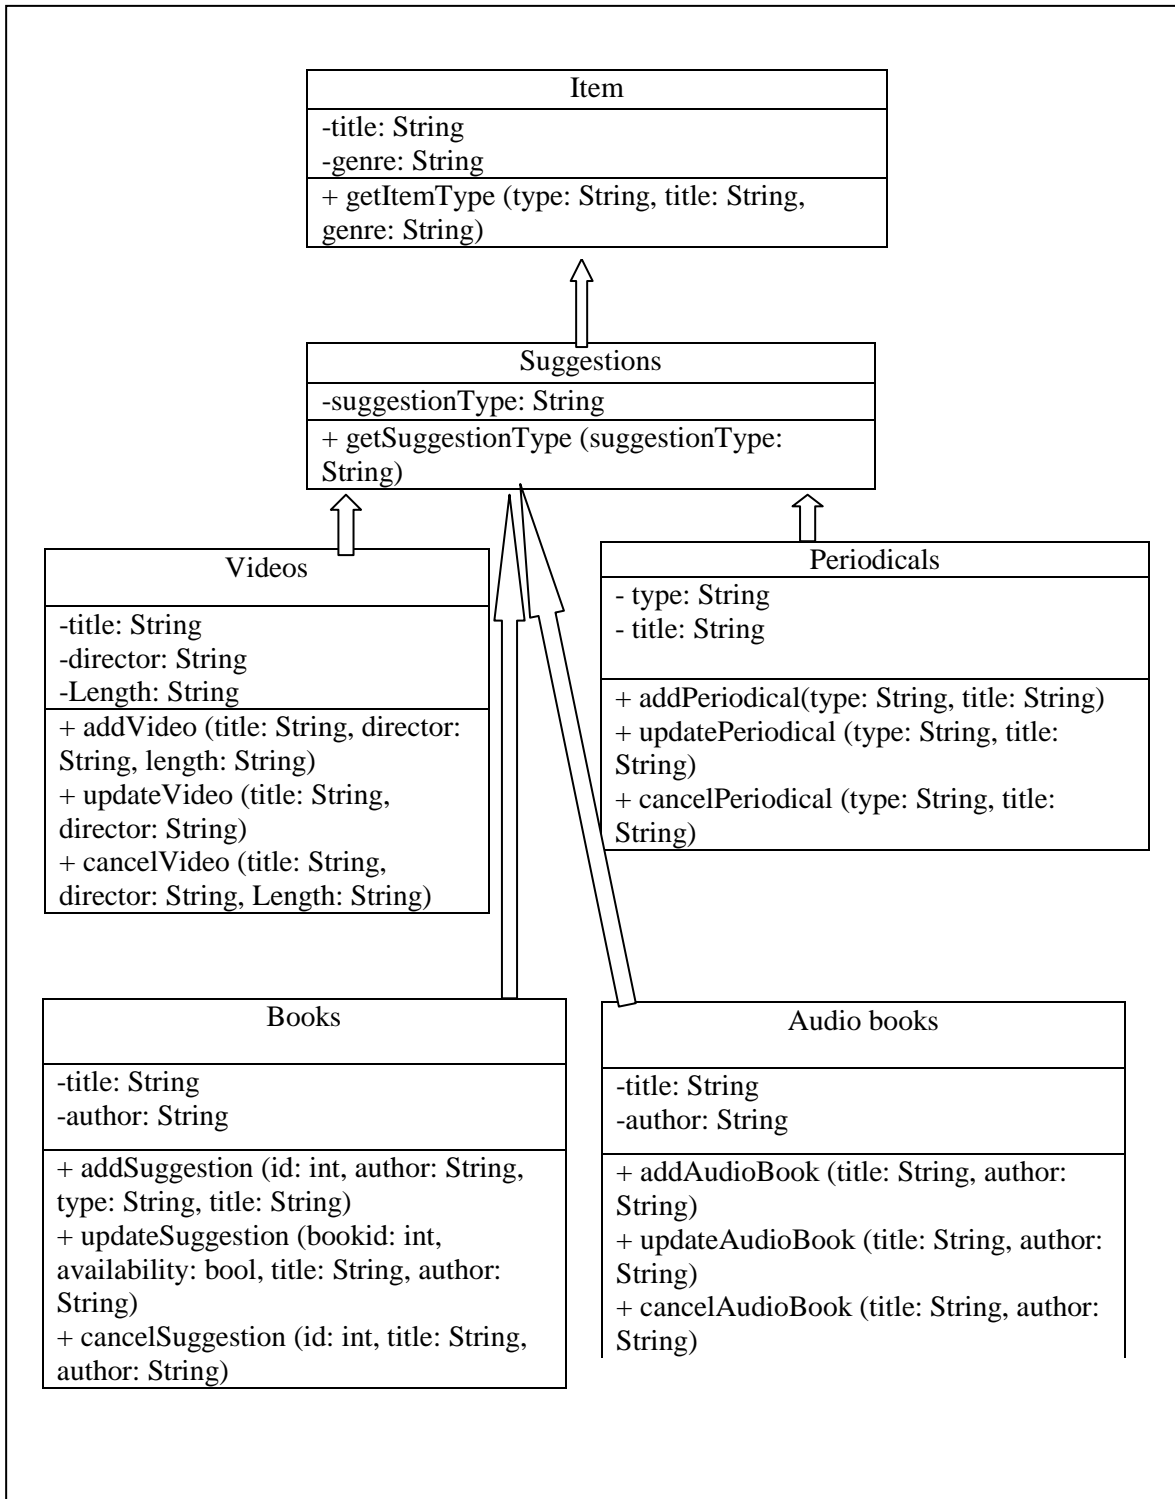 Item
-title: String
-genre: String
+ getItemType (type: String, title: String,
genre: String)
Suggestions
-suggestionType: String
+ getSuggestionType (suggestionType:
String)
Videos
-title: String
-director: String
-Length: String
+ addVideo (title: String, director:
String, length: String)
+ updateVideo (title: String,
director: String)
+ cancelVideo (title: String,
director: String, Length: String)
Periodicals
- type: String
- title: String
+ addPeriodical(type: String, title: String)
+ updatePeriodical (type: String, title:
String)
+ cancelPeriodical (type: String, title:
String)
Books
-title: String
-author: String
+ addSuggestion (id: int, author: String,
type: String, title: String)
+ updateSuggestion (bookid: int,
availability: bool, title: String, author:
String)
+ cancelSuggestion (id: int, title: String,
author: String)
Audio books
-title: String
-author: String
+ addAudioBook (title: String, author:
String)
+ updateAudioBook (title: String, author:
String)
+ cancelAudioBook (title: String, author:
String)